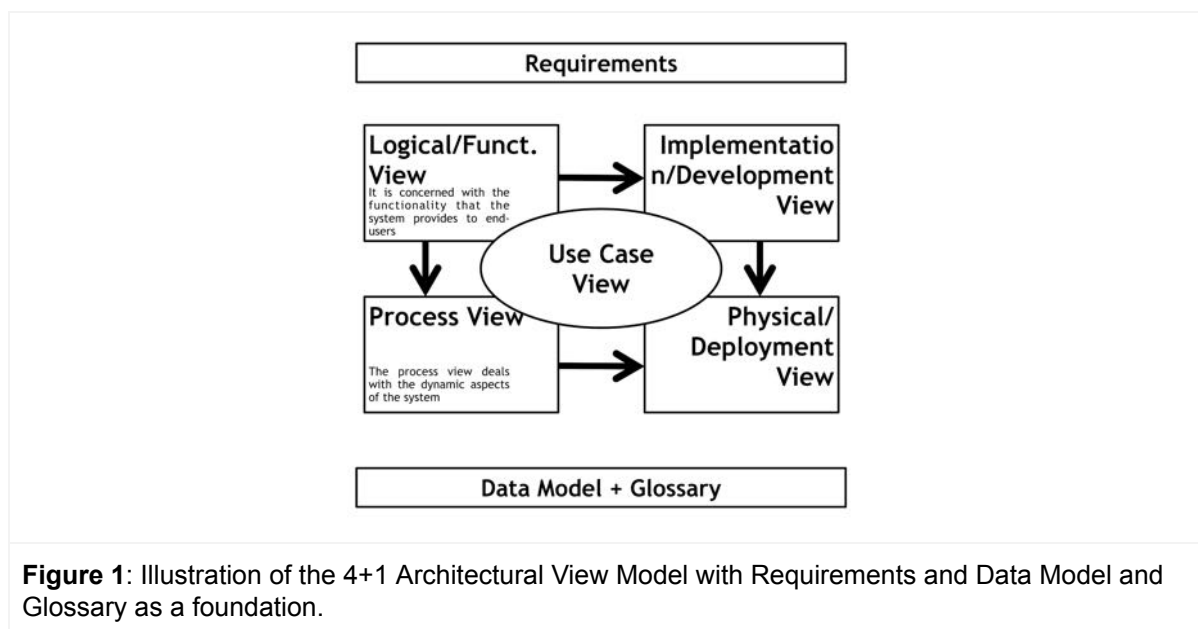 Requirements
Logical/Funct.
View
It is concerned with the
functionality that the
system provides to end-
users
Implementatio
n/Development
View
Use Case
View
Process View
The process view deals
with the dynamic aspects
of the system
Physical/
Deployment
View
Data Model + Glossary
Figure 1: Illustration of the 4+1 Architectural View Model with Requirements and Data Model and
Glossary as a foundation.